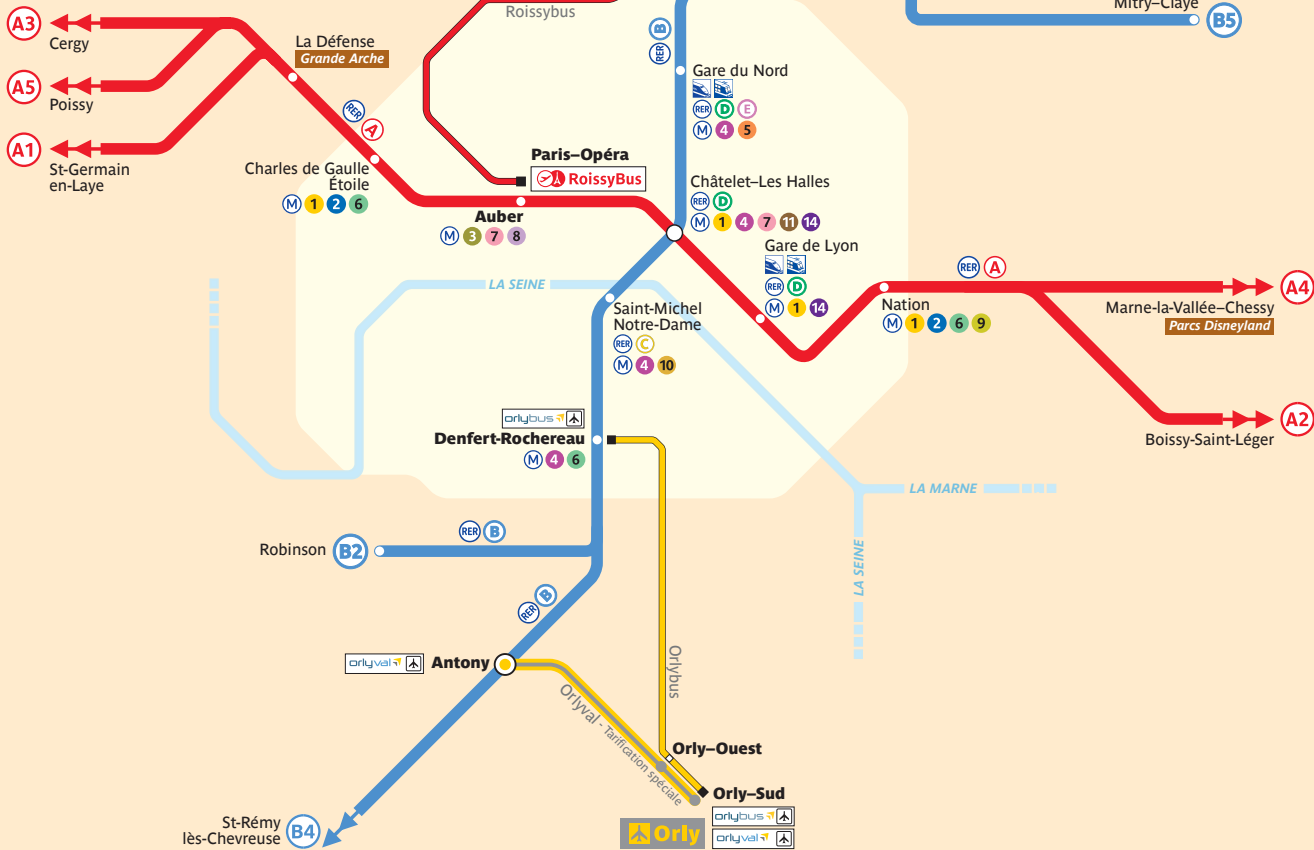 A3
Cergy
A5
Poissy
A1
St-Germain
en-Laye
La Défense
Grande Arche
RER A
Charles de Gaulle
Étoile
M 1 2 6
Roissybus
Paris–Opéra
RoissyBus
Auber
M 3 7 8
RER B
Mitry–Claye
B5
Gare du Nord
RER D E
M 4 5
Châtelet–Les Halles
RER D
M 1 4 7 11 14
Gare de Lyon
RER D
M 1 14
LA SEINE
Saint-Michel
Notre-Dame
RER C
M 4 10
Nation
M 1 2 6 9
RER A
A4
Marne-la-Vallée–Chessy
Parcs Disneyland
A2
Boissy-Saint-Léger
orlybus
Denfert-Rochereau
M 4 6
LA MARNE
LA SEINE
Robinson B2
RER B
RER B
orlyval
Antony
Orlybus
Orlyval - Tarification spéciale
Orly–Ouest
Orly–Sud
orlybus
orlyval
Orly
St-Rémy
lès-Chevreuse
B4